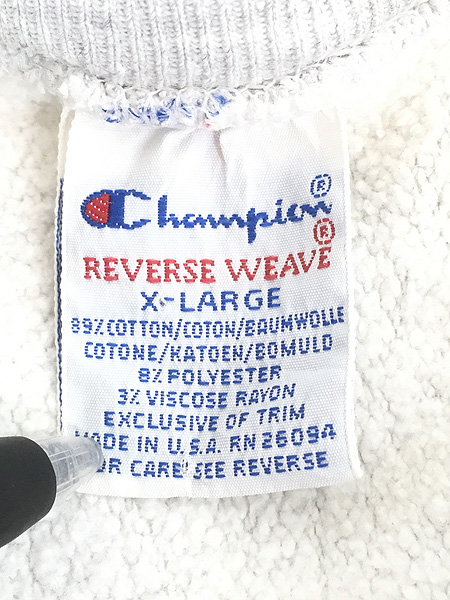 Champion®
REVERSE WEAVE®
X-LARGE
89% COTTON/COTON/BAUMWOLLE
COTONE/KATOEN/BOMULD
8% POLYESTER
3% VISCOSE RAYON
EXCLUSIVE OF TRIM
MADE IN U.S.A. RN 26094
OR CARE SEE REVERSE